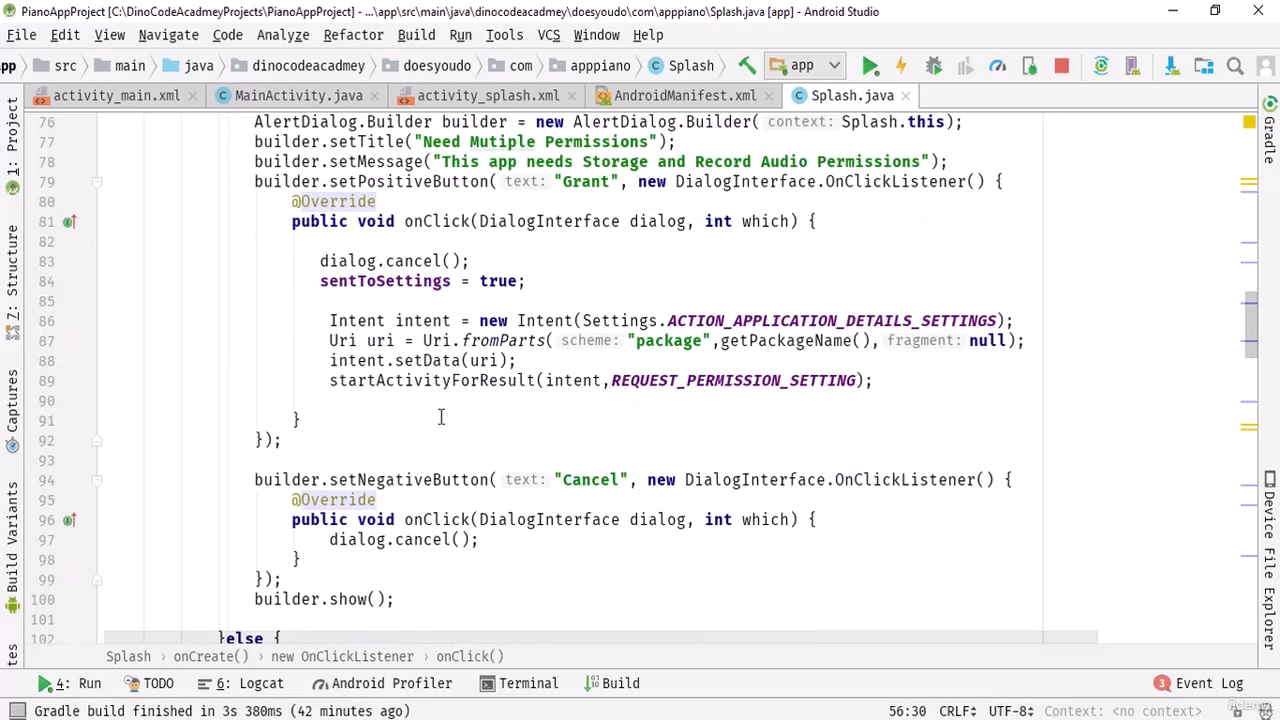 PianoAppProject [C:\DinoCodeAcadmeyProjects\PianoAppProject] - ...\app\src\main\java\dinocodeacadmey\doesyoudo\com\apppiano\Splash.java [app] - Android Studio
File Edit View Navigate Code Analyze Refactor Build Run Tools VCS Window Help
app src main java dinocodeacadmey doesyoudo com apppiano Splash app
activity_main.xml MainActivity.java activity_splash.xml AndroidManifest.xml Splash.java
76 AlertDialog.Builder builder = new AlertDialog.Builder( context: Splash.this);
77 builder.setTitle("Need Mutiple Permissions");
78 builder.setMessage("This app needs Storage and Record Audio Permissions");
79 builder.setPositiveButton( text: "Grant", new DialogInterface.OnClickListener() {
80 @Override
81 public void onClick(DialogInterface dialog, int which) {
82
83 dialog.cancel();
84 sentToSettings = true;
85
86 Intent intent = new Intent(Settings.ACTION_APPLICATION_DETAILS_SETTINGS);
87 Uri uri = Uri.fromParts( scheme: "package",getPackageName(), fragment: null);
88 intent.setData(uri);
89 startActivityForResult(intent,REQUEST_PERMISSION_SETTING);
90
91 }
92 });
93
94 builder.setNegativeButton( text: "Cancel", new DialogInterface.OnClickListener() {
95 @Override
96 public void onClick(DialogInterface dialog, int which) {
97 dialog.cancel();
98 }
99 });
100 builder.show();
101
102 }else {
1: Project
7: Structure
Captures
Build Variants
Gradle
Device File Explorer
Splash › onCreate() › new OnClickListener › onClick()
4: Run TODO 6: Logcat Android Profiler Terminal Build 3 Event Log
Gradle build finished in 3s 380ms (42 minutes ago) 56:30 CRLF UTF-8 Context: <no context>